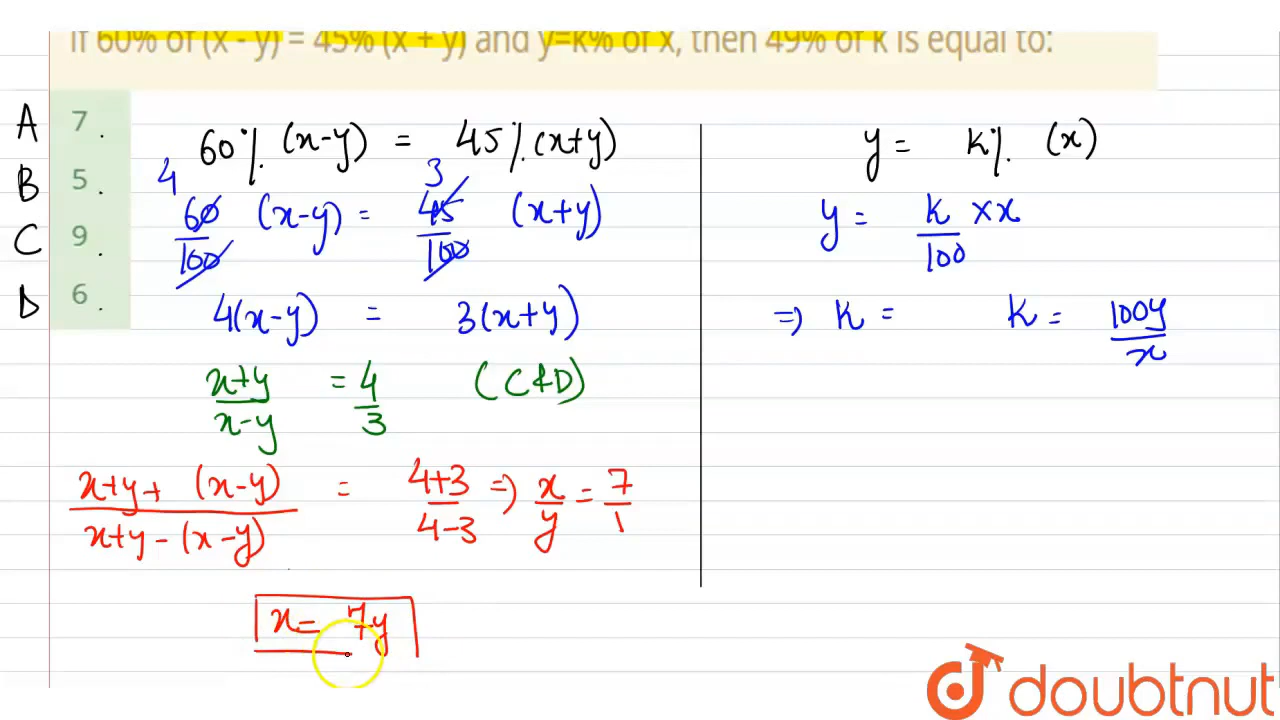 If 60% of (x - y) = 45% (x + y) and y=k% of x, then 49% of k is equal to:
A 7 .
B 5 .
C 9 .
D 6 .
60% (x-y) = 45% (x+y)
4 3
60/100 (x-y) = 45/100 (x+y)
4(x-y) = 3(x+y)
x+y/x-y = 4/3 (C&D)
x+y+ (x-y)/x+y-(x-y) = 4+3/4-3 => x/y = 7/1
x= 7y
y = k% (x)
y = k/100 × x
=> k = k = 100y/x
doubtnut